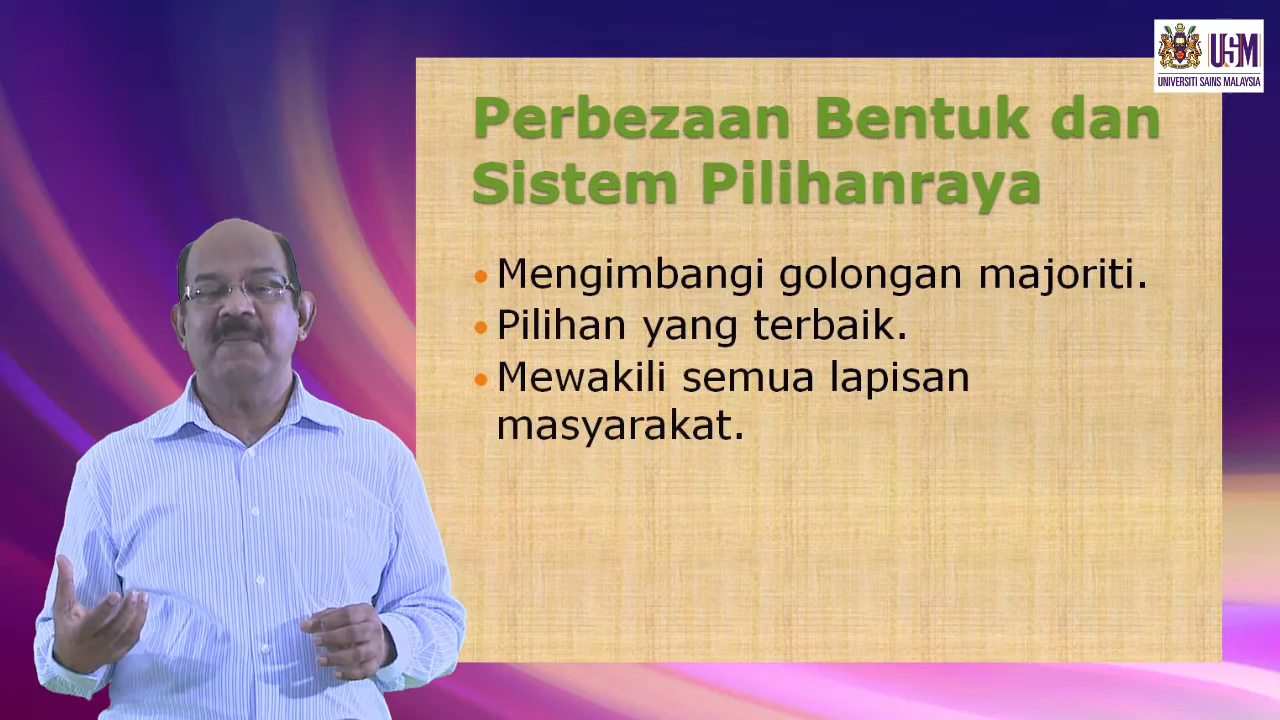 USM
UNIVERSITI SAINS MALAYSIA
Perbezaan Bentuk dan
Sistem Pilihanraya
Mengimbangi golongan majoriti.
Pilihan yang terbaik.
Mewakili semua lapisan
masyarakat.